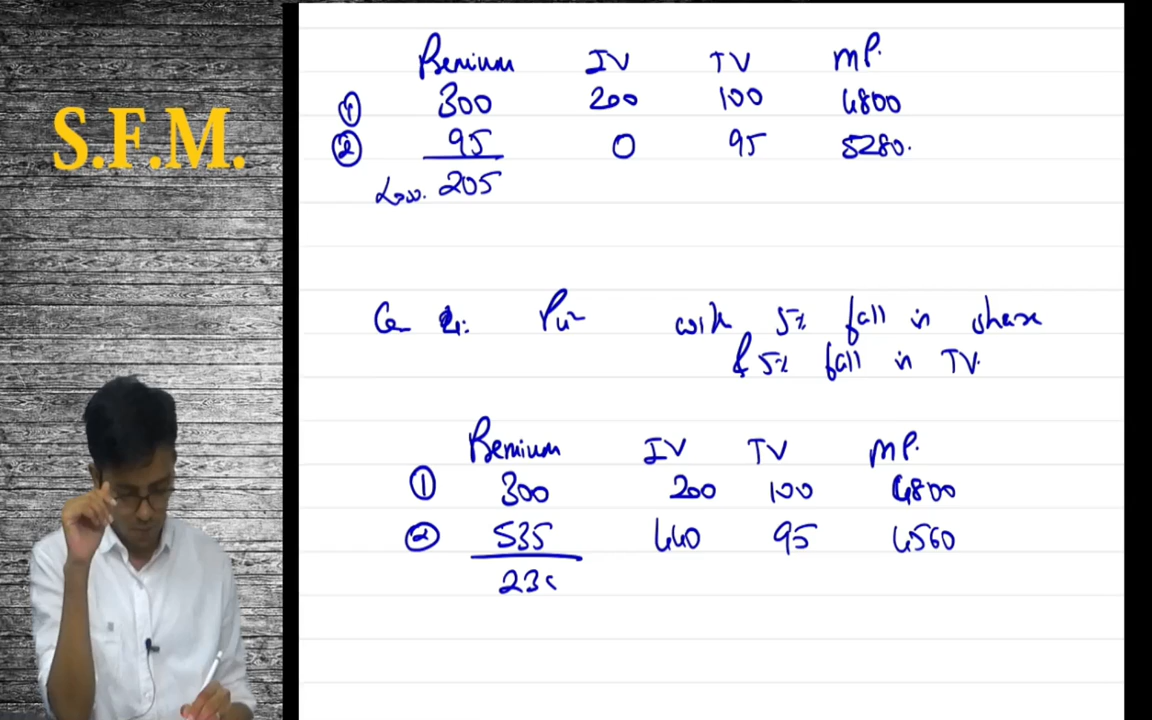 S.F.M.
Premium IV TV MP.
① 300 200 100 4800
② 95 0 95 5280.
Loss. 205
Put with 5% fall in share
& 5% fall in TV.
Premium IV TV MP.
① 300 200 100 4800
② 535 440 95 4560